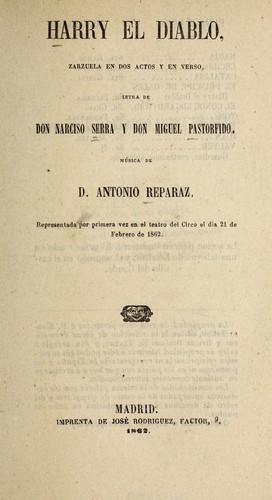 HARRY EL DIABLO,
ZARZUELA EN DOS ACTOS Y EN VERSO,
LETRA DE
DON NARCISO SERRA Y DON MIGUEL PASTORFIDO,
MÚSICA DE
D. ANTONIO REPARAZ.
Representada por primera vez en el teatro del Circo el dia 21 de
Febrero de 1862.
MADRID.
IMPRENTA DE JOSÉ RODRIGUEZ, FACTOR, 9.
1862.